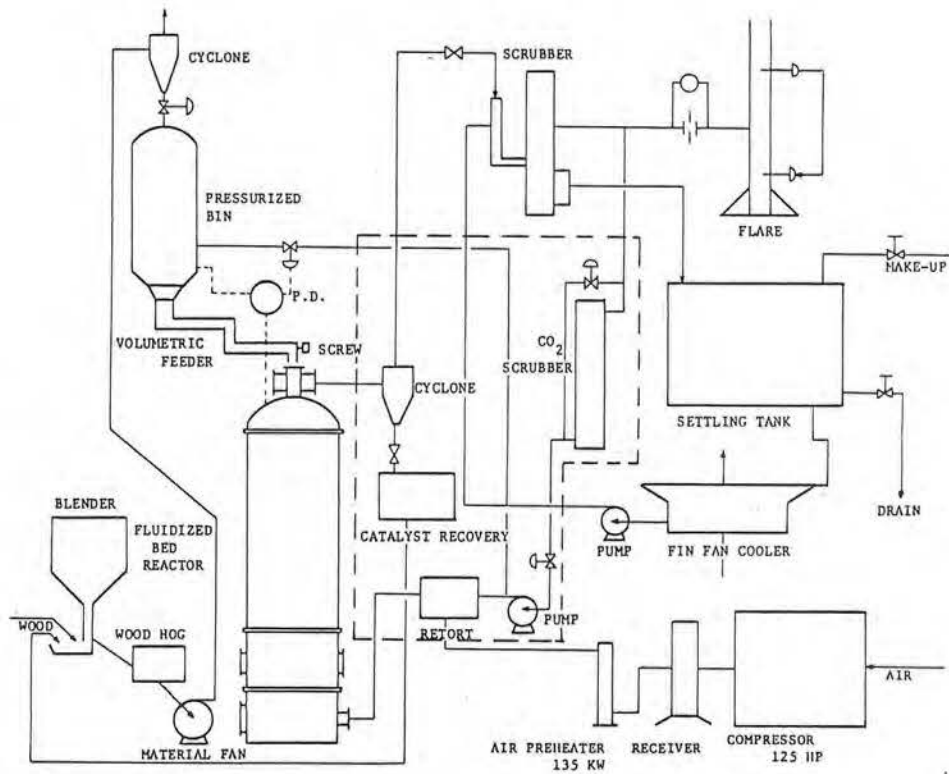 CYCLONE
SCRUBBER
PRESSURIZED
BIN
FLARE
MAKE-UP
P.D.
VOLUMETRIC
FEEDER
SCREW
CO2
SCRUBBER
CYCLONE
SETTLING TANK
BLENDER
FLUIDIZED
BED
REACTOR
CATALYST RECOVERY
PUMP
FIN FAN COOLER
DRAIN
WOOD
WOOD HOG
RETORT
PUMP
AIR
MATERIAL FAN
AIR PREHEATER
135 KW
RECEIVER
COMPRESSOR
125 HP